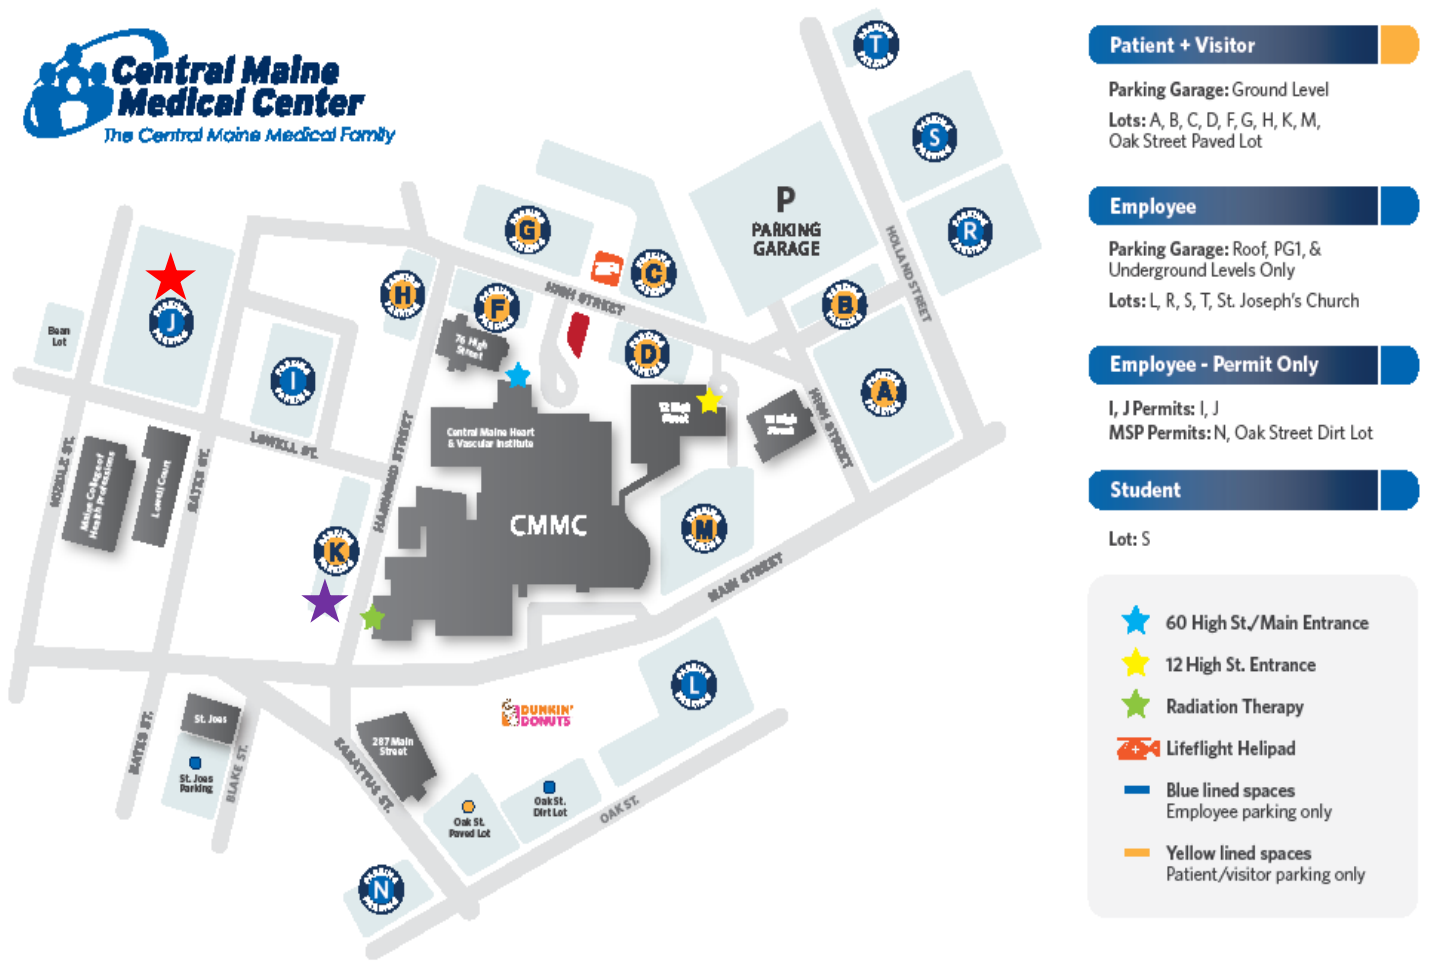 Central Maine
Medical Center
The Central Maine Medical Family
Patient + Visitor
Parking Garage: Ground Level
Lots: A, B, C, D, F, G, H, K, M,
Oak Street Paved Lot
Employee
Parking Garage: Roof, PG1, &
Underground Levels Only
Lots: L, R, S, T, St. Joseph's Church
Employee - Permit Only
I, J Permits: I, J
MSP Permits: N, Oak Street Dirt Lot
Student
Lot: S
60 High St./Main Entrance
12 High St. Entrance
Radiation Therapy
Lifeflight Helipad
Blue lined spaces
Employee parking only
Yellow lined spaces
Patient/visitor parking only
T
S
R
P
PARKING
GARAGE
HOLLAND STREET
G
C
H
F
HIGH STREET
B
D
A
J
I
Bean
Lot
76 High
Street
12 High
Street
HIGH STREET
Central Maine Heart
& Vascular Institute
LOWELL ST.
HAMMOND STREET
Maine College of
Health Professions
Lowell Court
BATES ST.
K
CMMC
M
MAIN STREET
L
DUNKIN'
DONUTS
St. Joes
287 Main
Street
BATES ST.
BLAKE ST.
SABATTUS ST.
St. Joes
Parking
Oak St.
Paved Lot
Oak St.
Dirt Lot
OAK ST.
N